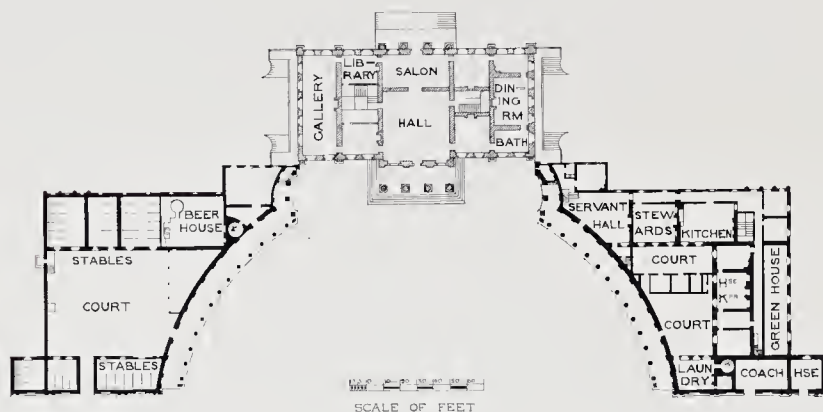 LIB-
RARY
SALON
GALLERY
HALL
DIN-
ING
RM
BATH
BEER
HOUSE
STABLES
COURT
STABLES
SERVANT
HALL
STEW
ARDS
KITCHEN
COURT
HSE
KPR
COURT
GREEN HOUSE
LAUN
DRY
COACH
HSE
SCALE OF FEET